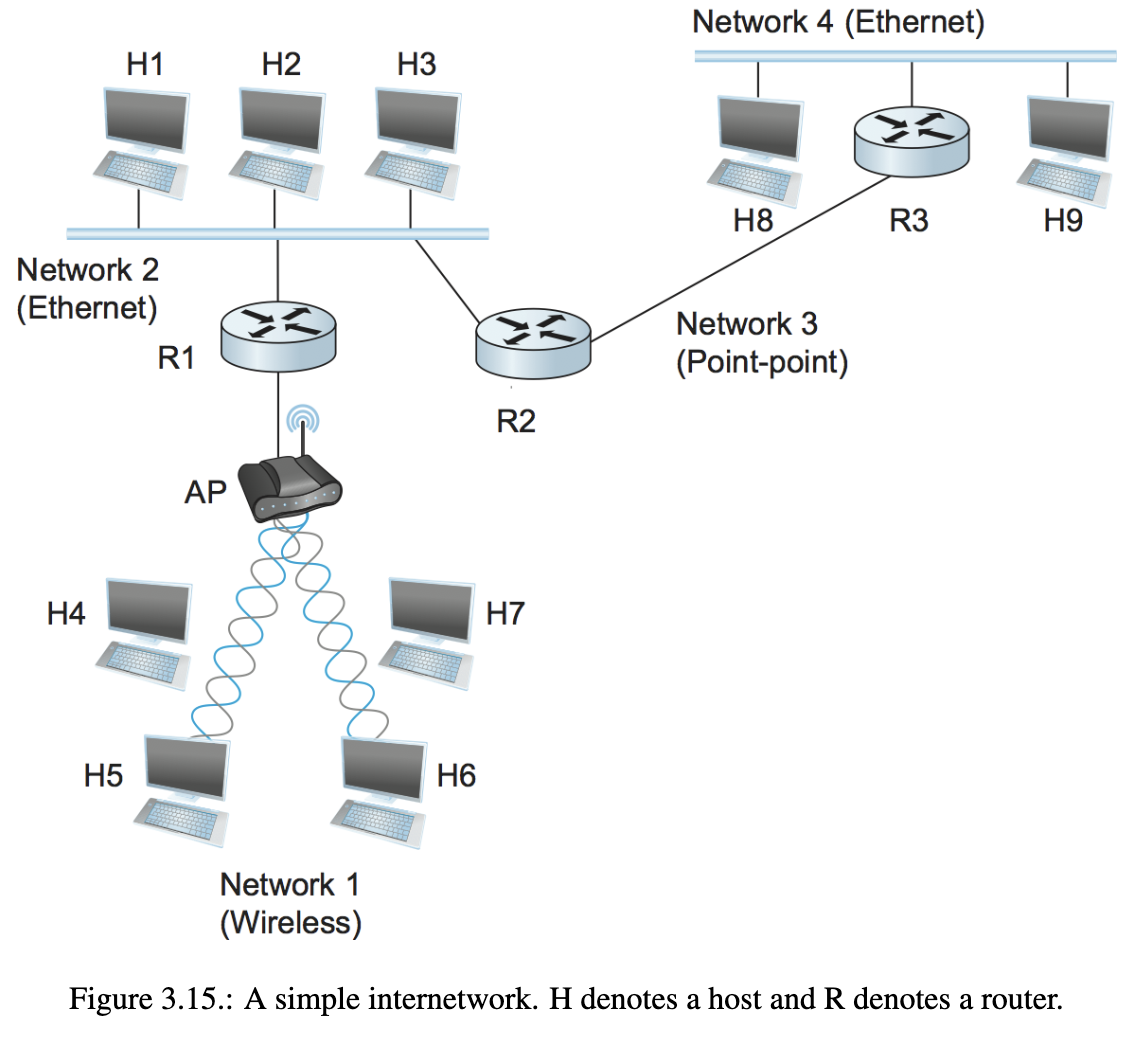 Network 4 (Ethernet)
H1
H2
H3
H8
R3
H9
Network 2
(Ethernet)
R1
Network 3
(Point-point)
R2
AP
H4
H7
H5
H6
Network 1
(Wireless)
Figure 3.15.: A simple internetwork. H denotes a host and R denotes a router.